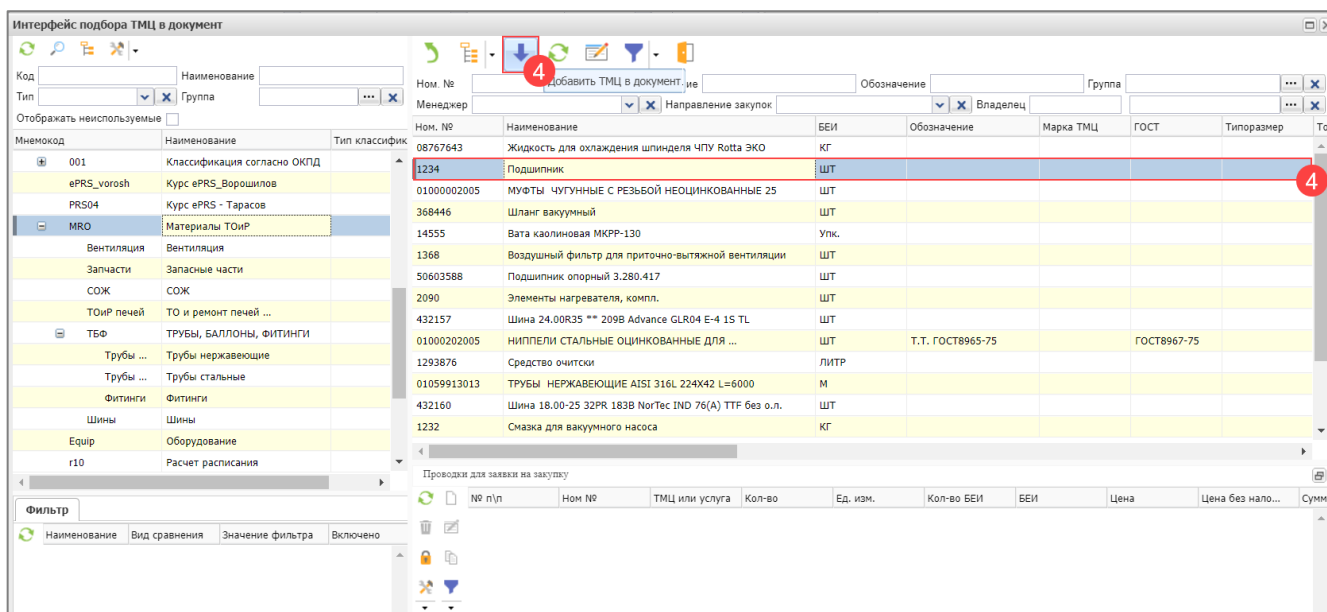 Интерфейс подбора ТМЦ в документ
Код Наименование
Тип Группа
Отображать неиспользуемые
Мнемокод Наименование Тип классифик
001 Классификация согласно ОКПД
ePRS_vorosh Курс ePRS_Ворошилов
PRS04 Курс ePRS - Тарасов
MRO Материалы ТОиР
Вентиляция Вентиляция
Запчасти Запасные части
СОЖ СОЖ
ТОиР печей ТО и ремонт печей ...
ТБФ ТРУБЫ, БАЛЛОНЫ, ФИТИНГИ
Трубы ... Трубы нержавеющие
Трубы ... Трубы стальные
Фитинги Фитинги
Шины Шины
Equip Оборудование
r10 Расчет расписания
Фильтр
Наименование Вид сравнения Значение фильтра Включено
4
Добавить ТМЦ в документ.
Ном. № ие Обозначение Группа
Менеджер Направление закупок Владелец
Ном. № Наименование БЕИ Обозначение Марка ТМЦ ГОСТ Типоразмер То
08767643 Жидкость для охлаждения шпинделя ЧПУ Rotta ЭКО КГ
1234 Подшипник ШТ
4
01000002005 МУФТЫ ЧУГУННЫЕ С РЕЗЬБОЙ НЕОЦИНКОВАННЫЕ 25 ШТ
368446 Шланг вакуумный ШТ
14555 Вата каолиновая МКРР-130 Упк.
1368 Воздушный фильтр для приточно-вытяжной вентиляции ШТ
50603588 Подшипник опорный 3.280.417 ШТ
2090 Элементы нагревателя, компл. ШТ
432157 Шина 24.00R35 ** 209B Advance GLR04 E-4 1S TL ШТ
01000202005 НИППЕЛИ СТАЛЬНЫЕ ОЦИНКОВАННЫЕ ДЛЯ ... ШТ Т.Т. ГОСТ8965-75 ГОСТ8967-75
1293876 Средство очитски ЛИТР
01059913013 ТРУБЫ НЕРЖАВЕЮЩИЕ AISI 316L 224X42 L=6000 М
432160 Шина 18.00-25 32PR 183B NorTec IND 76(A) TTF без о.л. ШТ
1232 Смазка для вакуумного насоса КГ
Проводки для заявки на закупку
№ п\п Ном № ТМЦ или услуга Кол-во Ед. изм. Кол-во БЕИ БЕИ Цена Цена без нало... Сумм